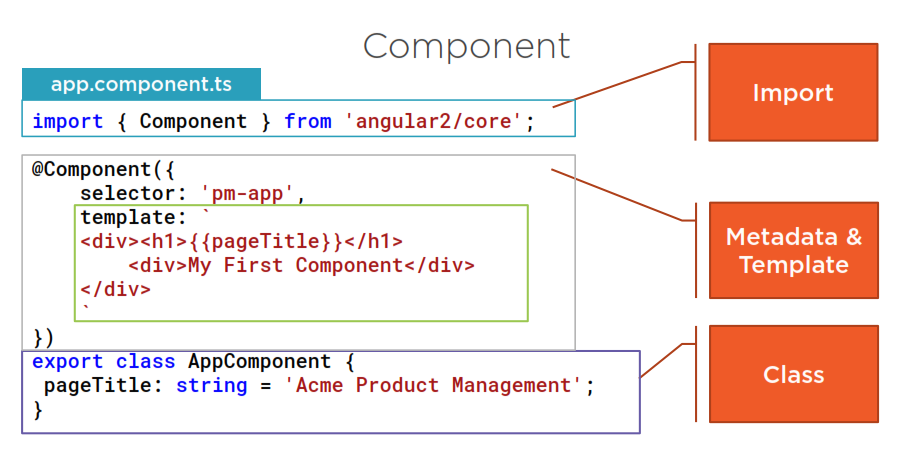 Component
app.component.ts
import { Component } from 'angular2/core';
@Component({
    selector: 'pm-app',
    template: `
    <div><h1>{{pageTitle}}</h1>
        <div>My First Component</div>
    </div>
    `
})
export class AppComponent {
 pageTitle: string = 'Acme Product Management';
}
Import
Metadata &
Template
Class